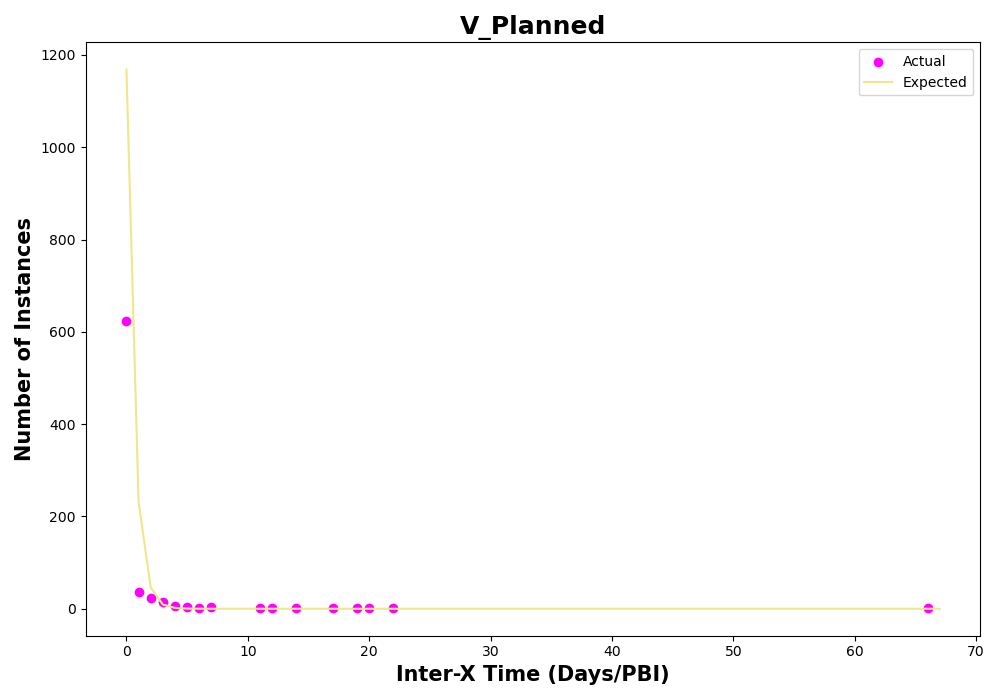 V_Planned
Actual
Expected
1200
1000
800
600
400
200
0
Number of Instances
0 10 20 30 40 50 60 70
Inter-X Time (Days/PBI)